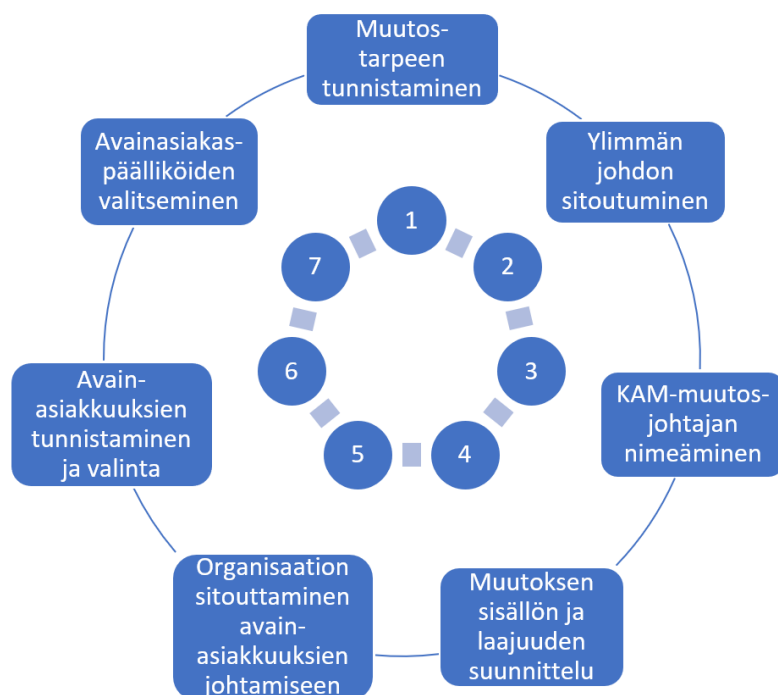 Muutos-
tarpeen
tunnistaminen
Ylimmän
johdon
sitoutuminen
KAM-muutos-
johtajan
nimeäminen
Muutoksen
sisällön ja
laajuuden
suunnittelu
Organisaation
sitouttaminen
avain-
asiakkuuksien
johtamiseen
Avain-
asiakkuuksien
tunnistaminen
ja valinta
Avainasiakas-
päälliköiden
valitseminen
1
2
3
4
5
6
7